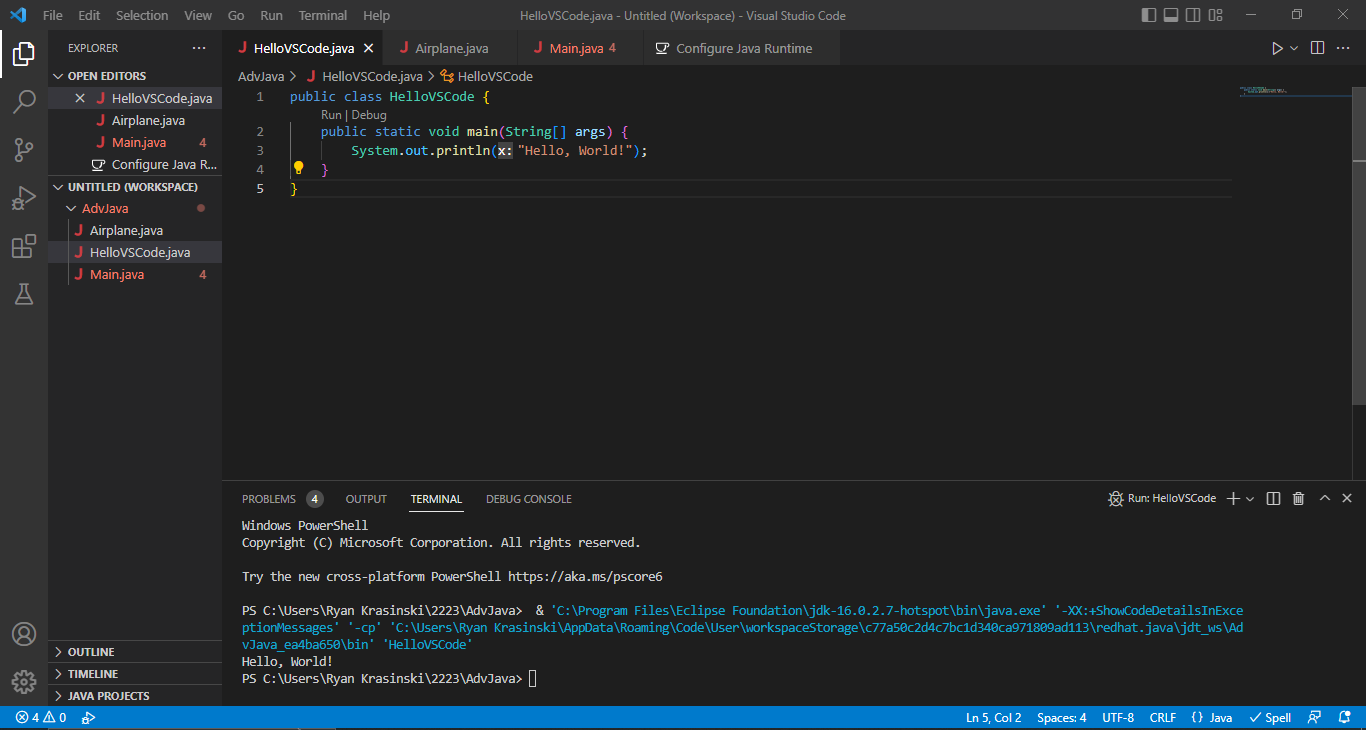 File Edit Selection View Go Run Terminal Help HelloVSCode.java - Untitled (Workspace) - Visual Studio Code
EXPLORER ···
OPEN EDITORS
HelloVSCode.java
Airplane.java
Main.java 4
Configure Java R...
UNTITLED (WORKSPACE)
AdvJava
J Airplane.java
J HelloVSCode.java
J Main.java 4
OUTLINE
TIMELINE
JAVA PROJECTS
J HelloVSCode.java J Airplane.java J Main.java 4 Configure Java Runtime
AdvJava > J HelloVSCode.java > HelloVSCode
1 public class HelloVSCode {
Run | Debug
2 public static void main(String[] args) {
3 System.out.println(x: "Hello, World!");
4 }
5 }
PROBLEMS 4 OUTPUT TERMINAL DEBUG CONSOLE Run: HelloVSCode
Windows PowerShell
Copyright (C) Microsoft Corporation. All rights reserved.
Try the new cross-platform PowerShell https://aka.ms/pscore6
PS C:\Users\Ryan Krasinski\2223\AdvJava>  & 'C:\Program Files\Eclipse Foundation\jdk-16.0.2.7-hotspot\bin\java.exe' '-XX:+ShowCodeDetailsInExce
ptionMessages' '-cp' 'C:\Users\Ryan Krasinski\AppData\Roaming\Code\User\workspaceStorage\c77a50c2d4c7bc1d340ca971809ad113\redhat.java\jdt_ws\Ad
vJava_ea4ba650\bin' 'HelloVSCode'
Hello, World!
PS C:\Users\Ryan Krasinski\2223\AdvJava>
4 0 Ln 5, Col 2 Spaces: 4 UTF-8 CRLF {} Java Spell